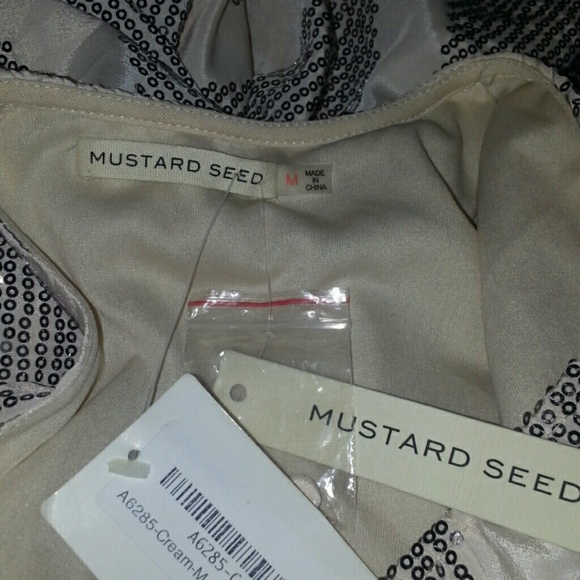 MUSTARD SEED
M
MADE
IN
CHINA
MUSTARD SEED
A6285-C
A6285-Cream-M